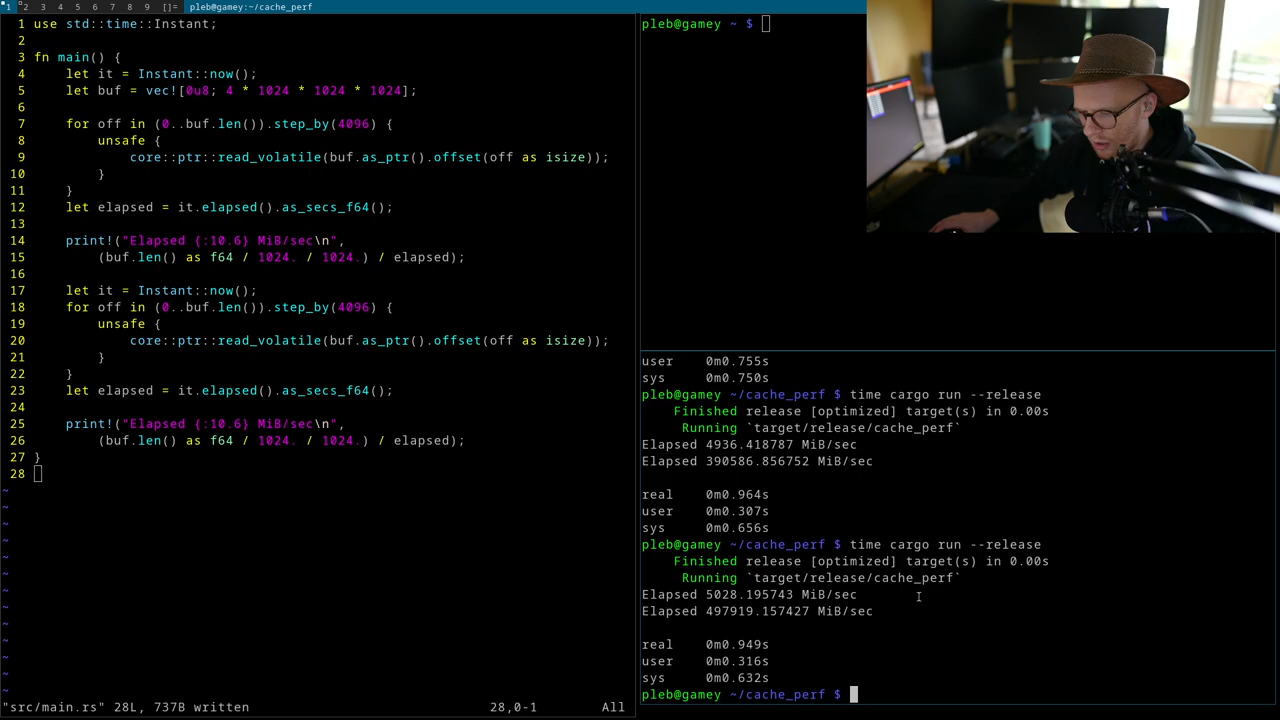 1 2 3 4 5 6 7 8 9 []= pleb@gamey:~/cache_perf
1 use std::time::Instant;
2
3 fn main() {
4     let it = Instant::now();
5     let buf = vec![0u8; 4 * 1024 * 1024 * 1024];
6
7     for off in (0..buf.len()).step_by(4096) {
8         unsafe {
9             core::ptr::read_volatile(buf.as_ptr().offset(off as isize));
10         }
11     }
12     let elapsed = it.elapsed().as_secs_f64();
13
14     print!("Elapsed {:10.6} MiB/sec\n",
15         (buf.len() as f64 / 1024. / 1024.) / elapsed);
16
17     let it = Instant::now();
18     for off in (0..buf.len()).step_by(4096) {
19         unsafe {
20             core::ptr::read_volatile(buf.as_ptr().offset(off as isize));
21         }
22     }
23     let elapsed = it.elapsed().as_secs_f64();
24
25     print!("Elapsed {:10.6} MiB/sec\n",
26         (buf.len() as f64 / 1024. / 1024.) / elapsed);
27 }
28
~
~
~
~
~
~
~
~
~
~
~
~
~
"src/main.rs" 28L, 737B written 28,0-1 All
pleb@gamey ~ $
user 0m0.755s
sys 0m0.750s
pleb@gamey ~/cache_perf $ time cargo run --release
    Finished release [optimized] target(s) in 0.00s
     Running `target/release/cache_perf`
Elapsed 4936.418787 MiB/sec
Elapsed 390586.856752 MiB/sec

real 0m0.964s
user 0m0.307s
sys 0m0.656s
pleb@gamey ~/cache_perf $ time cargo run --release
    Finished release [optimized] target(s) in 0.00s
     Running `target/release/cache_perf`
Elapsed 5028.195743 MiB/sec
Elapsed 497919.157427 MiB/sec

real 0m0.949s
user 0m0.316s
sys 0m0.632s
pleb@gamey ~/cache_perf $